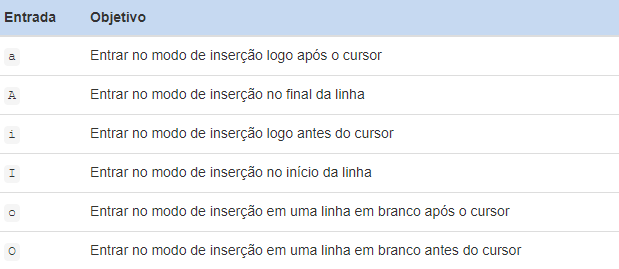 Entrada Objetivo
a Entrar no modo de inserção logo após o cursor
A Entrar no modo de inserção no final da linha
i Entrar no modo de inserção logo antes do cursor
I Entrar no modo de inserção no início da linha
o Entrar no modo de inserção em uma linha em branco após o cursor
O Entrar no modo de inserção em uma linha em branco antes do cursor